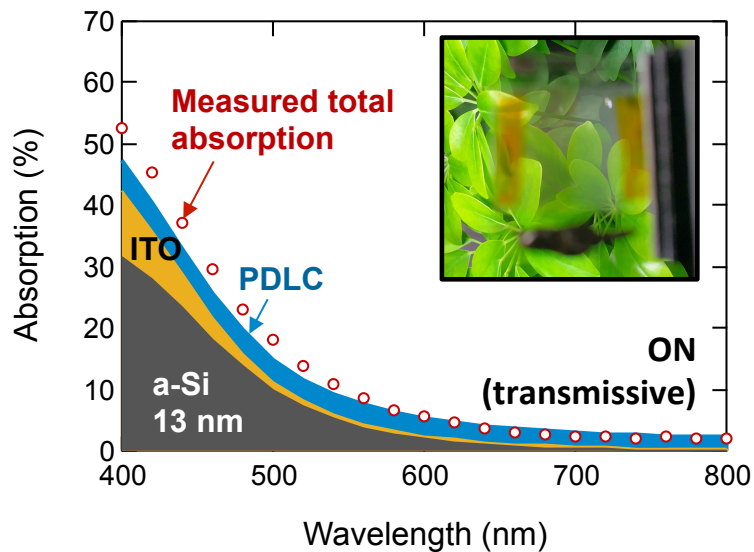 70
60
50
40
30
20
10
0
Absorption (%)
Measured total
absorption
ITO
PDLC
a-Si
13 nm
ON
(transmissive)
400
500
600
700
800
Wavelength (nm)